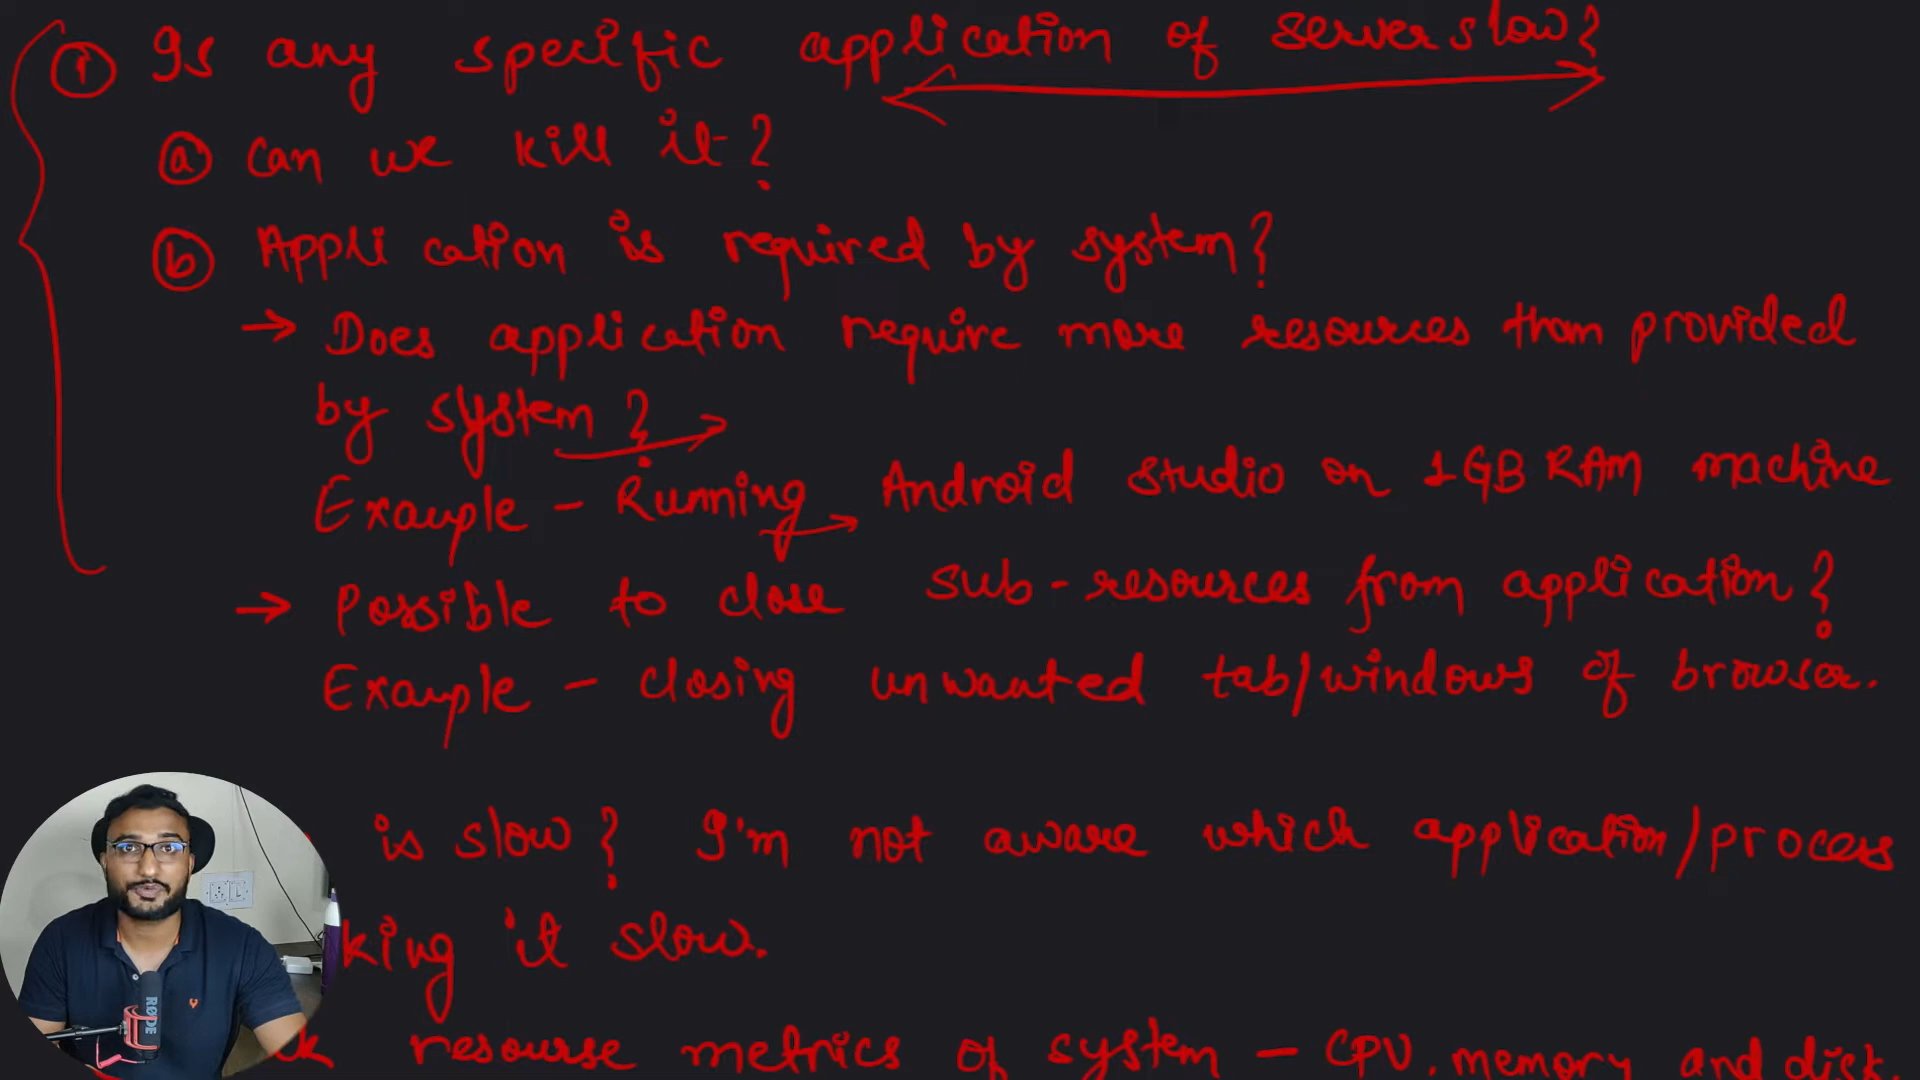 ① Is any specific application of server slow?
ⓐ can we kill it?
ⓑ Application is required by system?
→ Does application require more resources than provided
by system?
Example - Running Android studio on 1GB RAM machine
→ Possible to close sub-resources from application?
Example - closing unwanted tab/windows of browser.
is slow? I'm not aware which application/process
king it slow.
resourse metrics of system - CPU, memory and disk.
RØDE